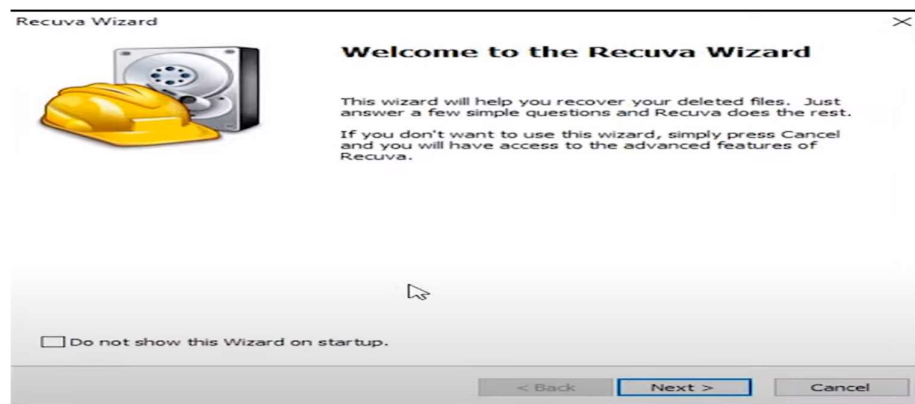 Recuva Wizard
Welcome to the Recuva Wizard
This wizard will help you recover your deleted files. Just
answer a few simple questions and Recuva does the rest.
If you don't want to use this wizard, simply press Cancel
and you will have access to the advanced features of
Recuva.
Do not show this Wizard on startup.
< Back Next > Cancel